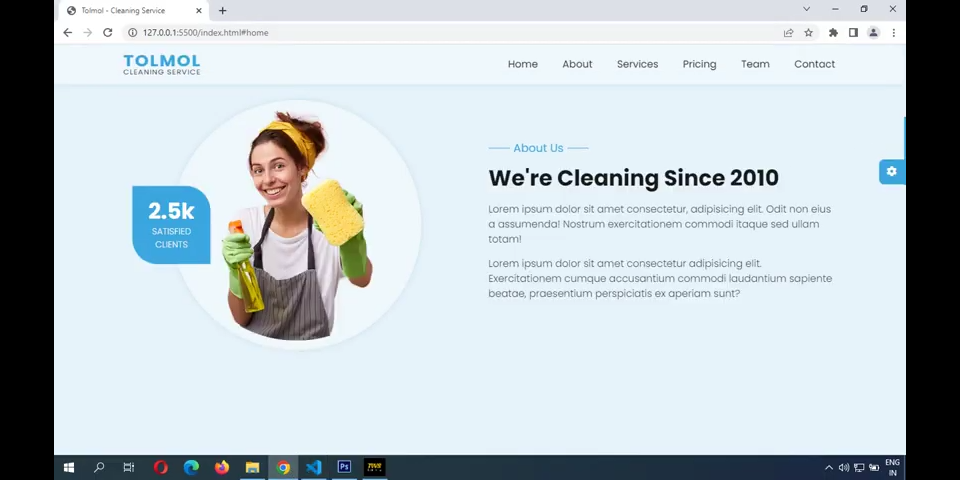 Tolmol - Cleaning Service
127.0.0.1:5500/index.html#home
TOLMOL
CLEANING SERVICE
Home About Services Pricing Team Contact
About Us
We're Cleaning Since 2010
Lorem ipsum dolor sit amet consectetur, adipisicing elit. Odit non eius
a assumenda! Nostrum exercitationem commodi itaque sed ullam
totam!
Lorem ipsum dolor sit amet consectetur adipisicing elit.
Exercitationem cumque accusantium commodi laudantium sapiente
beatae, praesentium perspiciatis ex aperiam sunt?
2.5k
SATISFIED
CLIENTS
Ps
ENG
IN